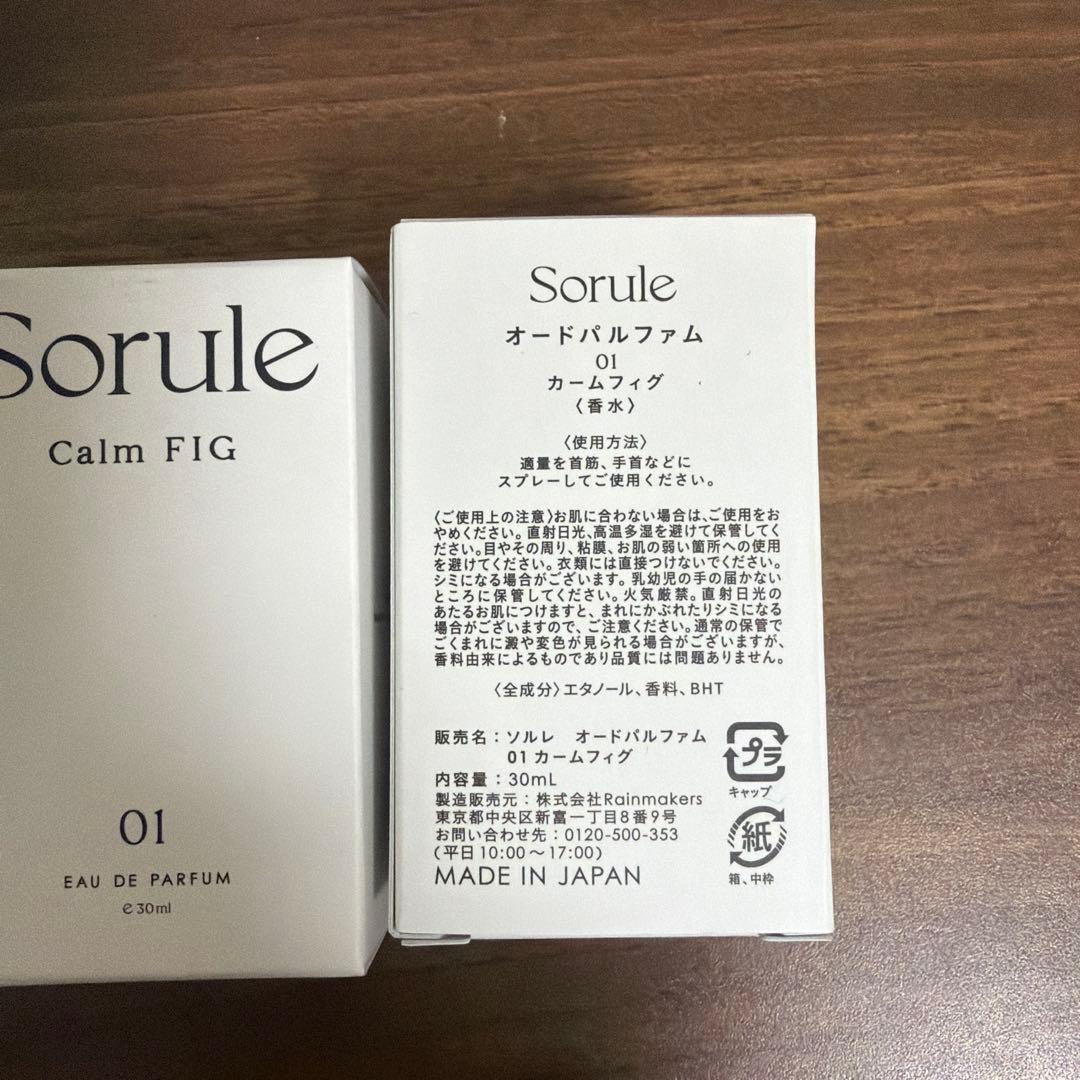 Sorule
Calm FIG
01
EAU DE PARFUM
℮30ml
Sorule
オードパルファム
01
カームフィグ
〈香水〉
〈使用方法〉
適量を首筋、手首などに
スプレーしてご使用ください。
〈ご使用上の注意〉お肌に合わない場合は、ご使用をお
やめください。直射日光、高温多湿を避けて保管してく
ださい。目やその周り、粘膜、お肌の弱い箇所への使用
を避けてください。衣類には直接つけないでください。
シミになる場合がございます。乳幼児の手の届かない
ところに保管してください。火気厳禁。直射日光の
あたるお肌につけますと、まれにかぶれたりシミになる
場合がございますので、ご注意ください。通常の保管で
ごくまれに澱や変色が見られる場合がございますが、
香料由来によるものであり品質には問題ありません。
〈全成分〉エタノール、香料、BHT
販売名：ソルレ　オードパルファム
01 カームフィグ
内容量：30mL
製造販売元：株式会社Rainmakers
東京都中央区新富一丁目8番9号
お問い合わせ先：0120-500-353
(平日10:00～17:00)
MADE IN JAPAN
プラ
キャップ
紙
箱、中枠